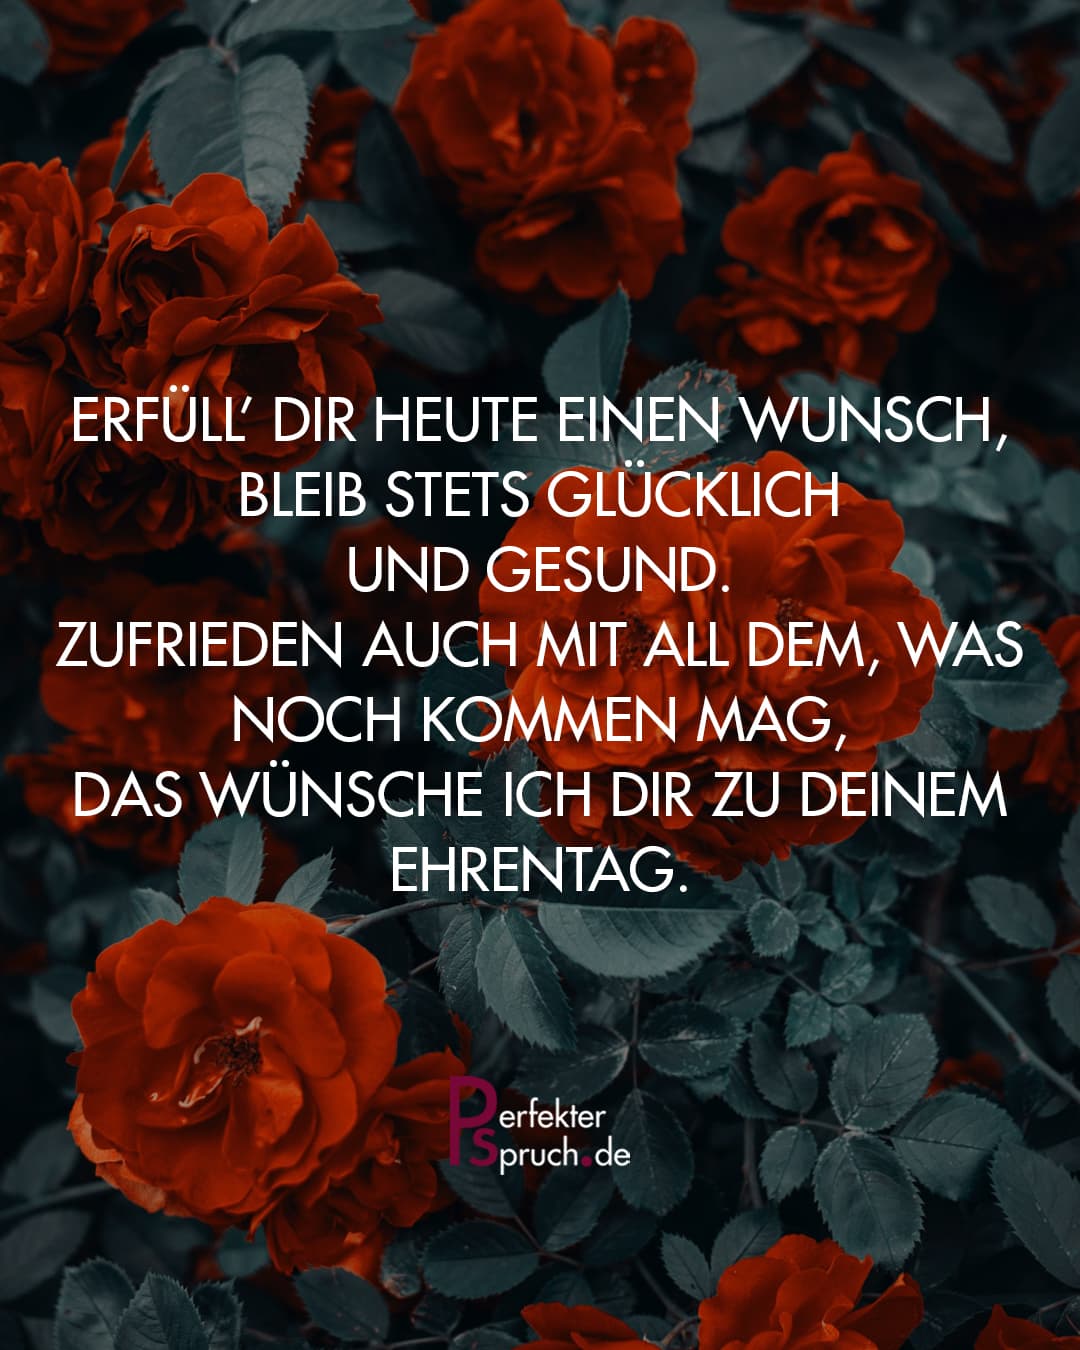 ERFÜLL’ DIR HEUTE EINEN WUNSCH,
BLEIB STETS GLÜCKLICH
UND GESUND.
ZUFRIEDEN AUCH MIT ALL DEM, WAS
NOCH KOMMEN MAG,
DAS WÜNSCHE ICH DIR ZU DEINEM
EHRENTAG.
Perfekter
Spruch.de